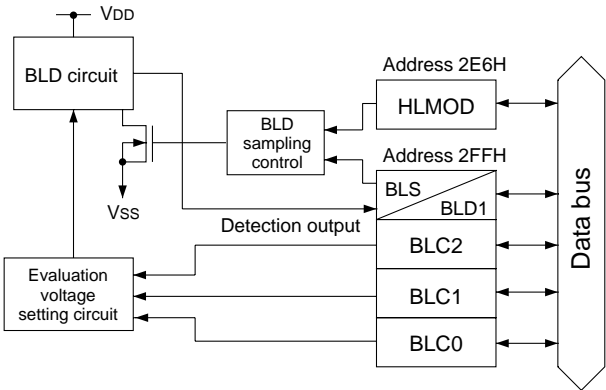 VDD
BLD circuit
Address 2E6H
HLMOD
BLD
sampling
control
Address 2FFH
BLS
BLD1
VSS
Detection output
BLC2
Evaluation
voltage
setting circuit
BLC1
BLC0
Data bus